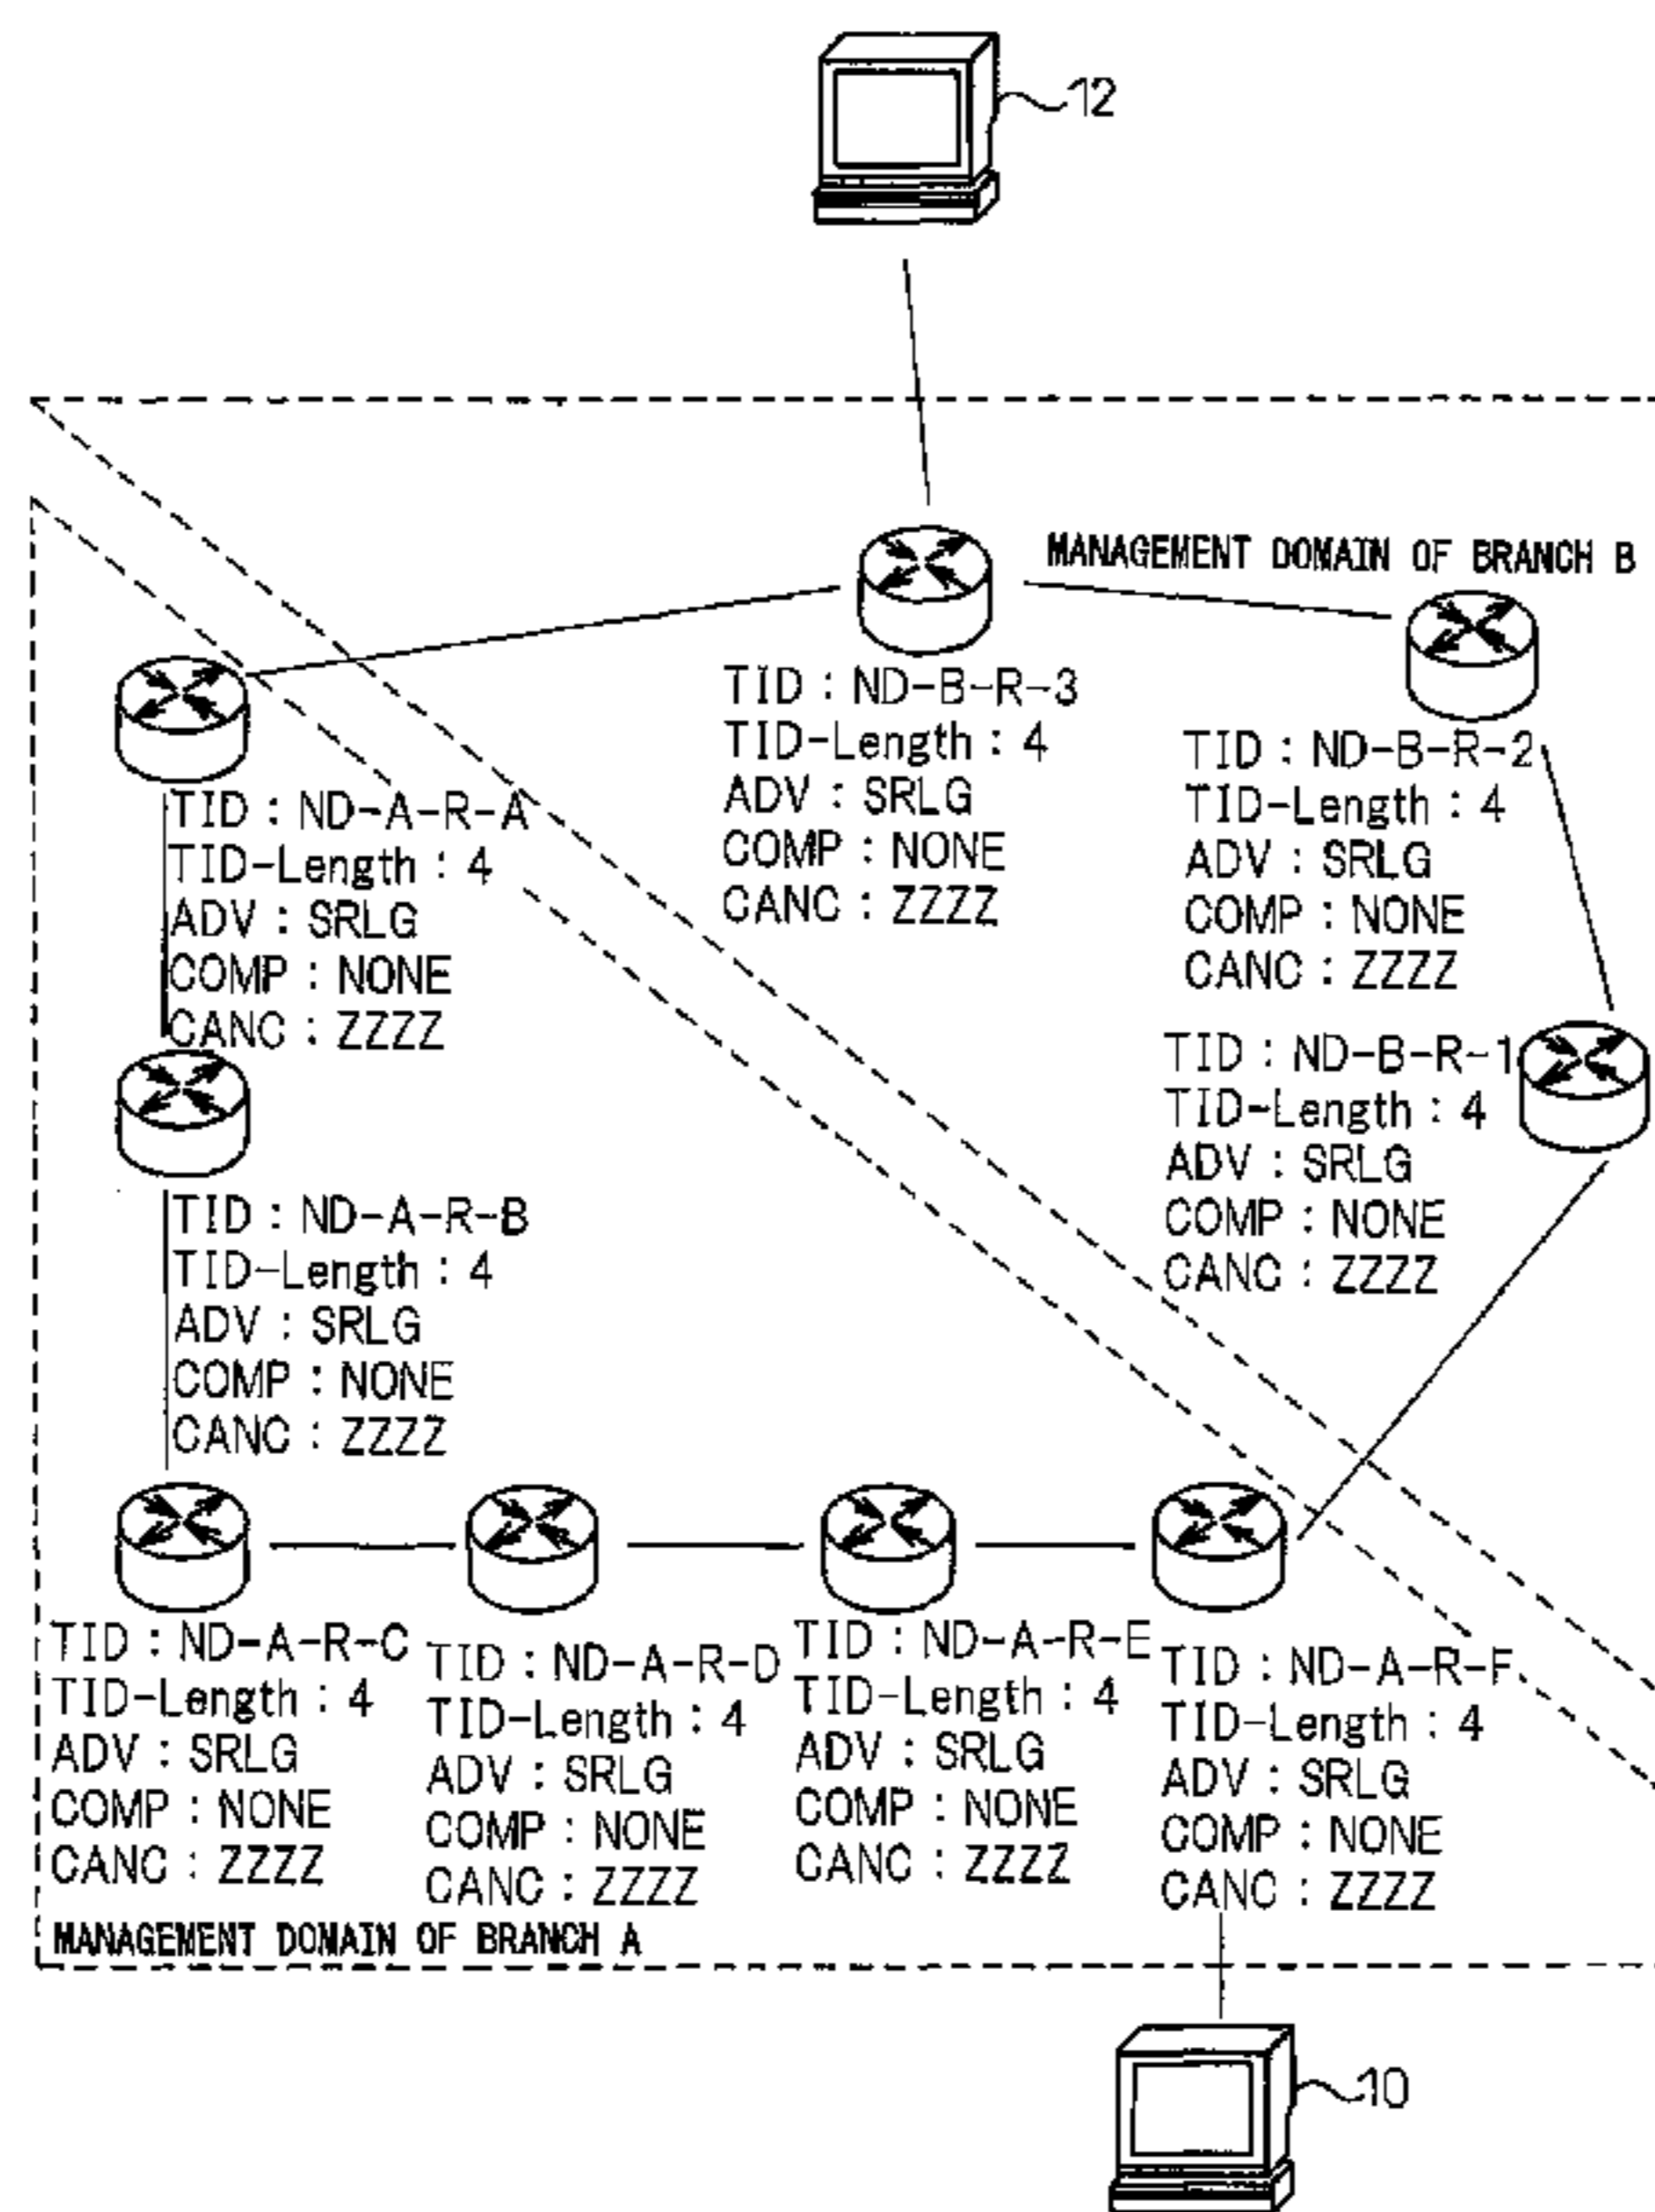 12
MANAGEMENT DOMAIN OF BRANCH B
TID : ND-B-R-3
TID-Length : 4
ADV : SRLG
COMP : NONE
CANC : ZZZZ
TID : ND-B-R-2
TID-Length : 4
ADV : SRLG
COMP : NONE
CANC : ZZZZ
TID : ND-A-R-A
TID-Length : 4
ADV : SRLG
COMP : NONE
CANC : ZZZZ
TID : ND-B-R-1
TID-Length : 4
ADV : SRLG
COMP : NONE
CANC : ZZZZ
TID : ND-A-R-B
TID-Length : 4
ADV : SRLG
COMP : NONE
CANC : ZZZZ
TID : ND-A-R-C
TID-Length : 4
ADV : SRLG
COMP : NONE
CANC : ZZZZ
TID : ND-A-R-D
TID-Length : 4
ADV : SRLG
COMP : NONE
CANC : ZZZZ
TID : ND-A-R-E
TID-Length : 4
ADV : SRLG
COMP : NONE
CANC : ZZZZ
TID : ND-A-R-F
TID-Length : 4
ADV : SRLG
COMP : NONE
CANC : ZZZZ
MANAGEMENT DOMAIN OF BRANCH A
10